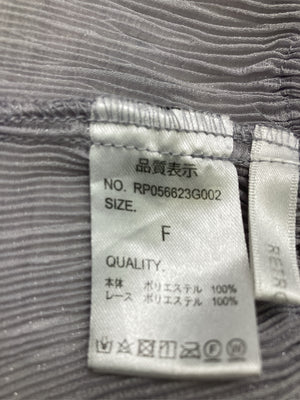 品質表示
NO. RP056623G002
SIZE.
F
QUALITY.
本体 ポリエステル 100%
レース ポリエステル 100%
RETRO